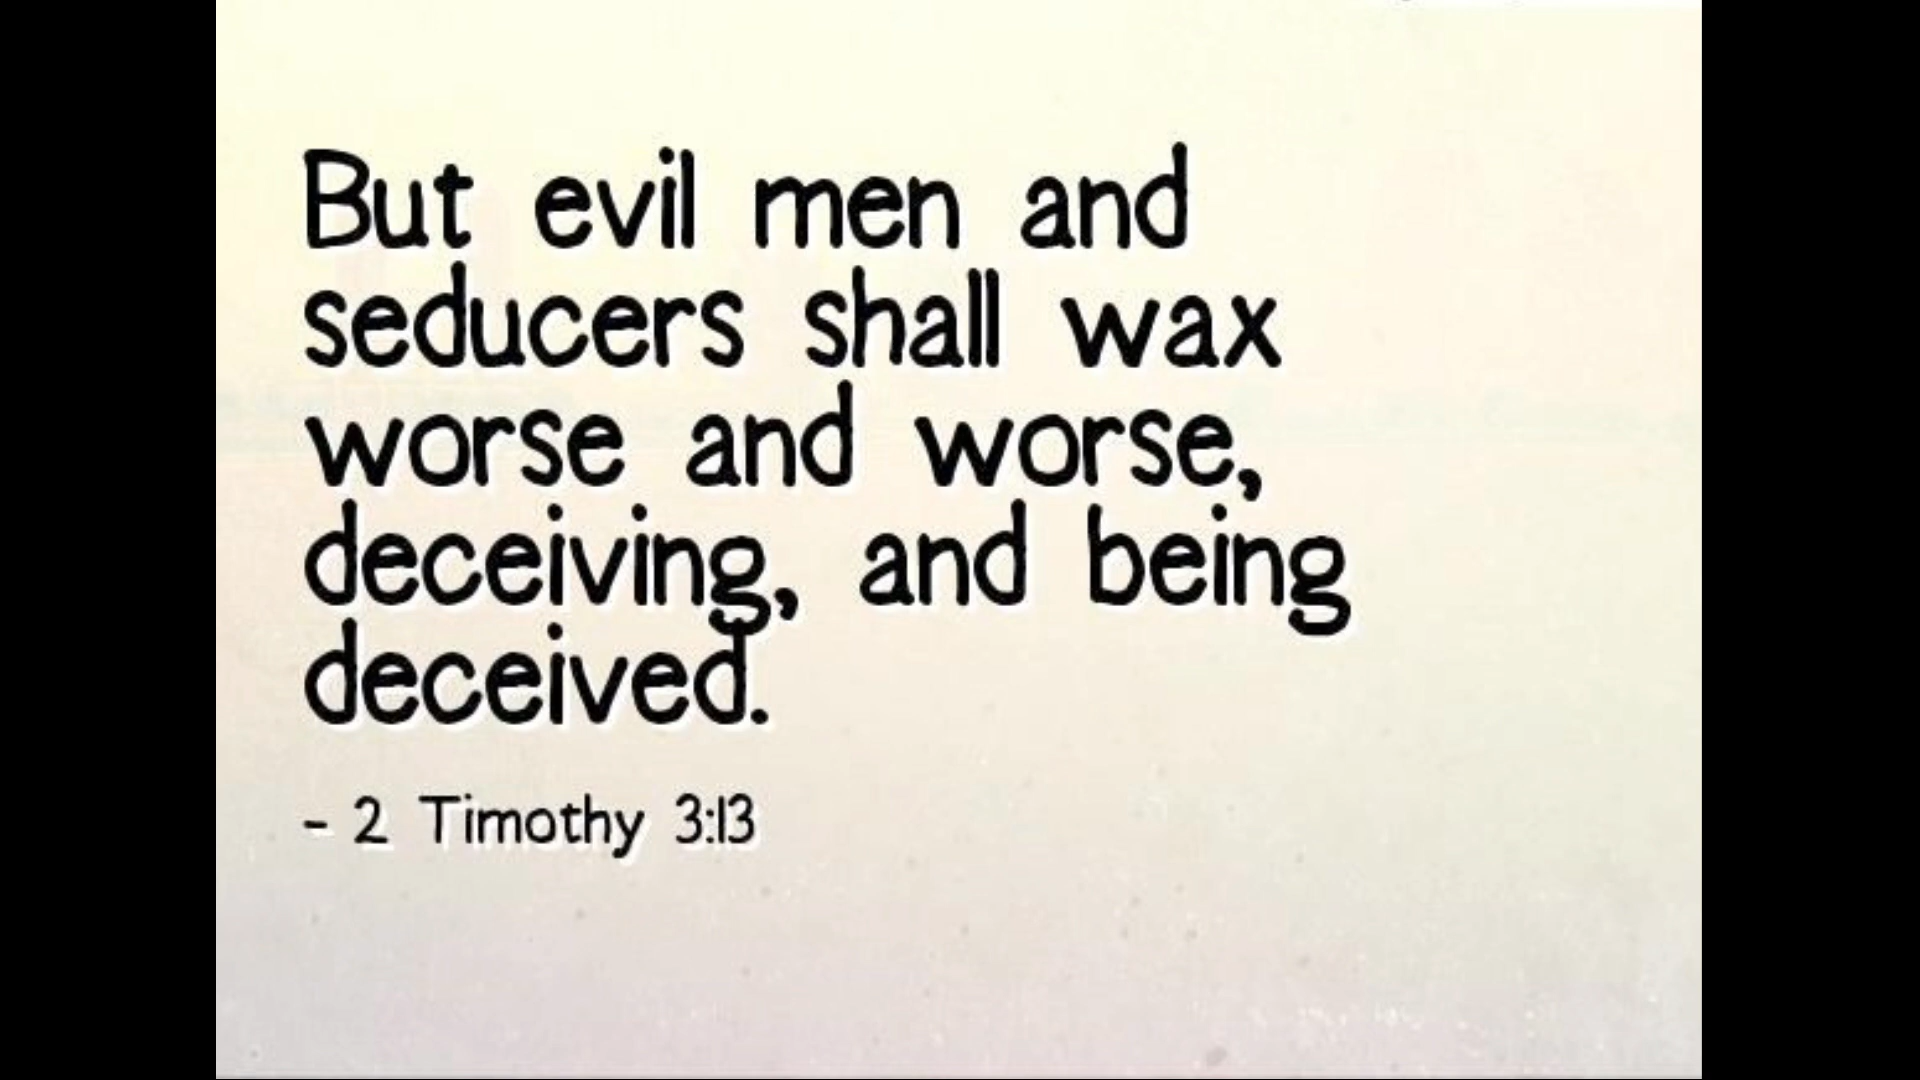 But evil men and
seducers shall wax
worse and worse,
deceiving, and being
deceived.
- 2 Timothy 3:13